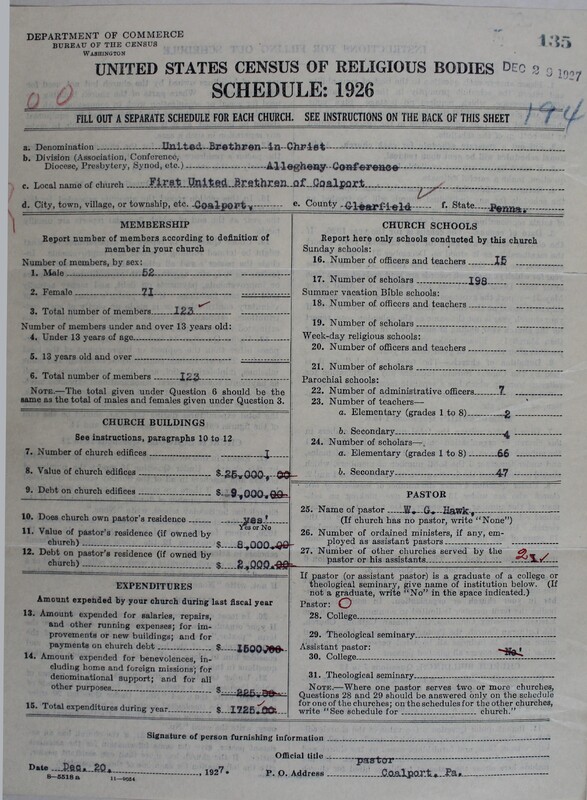 DEPARTMENT OF COMMERCE
BUREAU OF THE CENSUS
WASHINGTON
135
UNITED STATES CENSUS OF RELIGIOUS BODIES
DEC 29 1927
SCHEDULE: 1926
0 0
194
FILL OUT A SEPARATE SCHEDULE FOR EACH CHURCH. SEE INSTRUCTIONS ON THE BACK OF THIS SHEET
a. Denomination United Brethren in Christ
b. Division (Association, Conference, Diocese, Presbytery, Synod, etc.) Allegheny Conference
c. Local name of church First United Brethren of Coalport
d. City, town, village, or township, etc. Coalport. e. County Clearfield f. State Penna.
MEMBERSHIP
Report number of members according to definition of
member in your church
Number of members, by sex:
1. Male 52
2. Female 71
3. Total number of members 123
Number of members under and over 13 years old:
4. Under 13 years of age
5. 13 years old and over
6. Total number of members 123
NOTE.—The total given under Question 6 should be
same as the total of males and females given under Question 3.
CHURCH BUILDINGS
See instructions, paragraphs 10 to 12
7. Number of church edifices I
8. Value of church edifices $25,000,00
9. Debt on church edifices $9,000.00
10. Does church own pastor's residence yes'
Yes or No
11. Value of pastor's residence (if owned by
church) $8,000.00
12. Debt on pastor's residence (if owned by
church) $2,000.00
EXPENDITURES
Amount expended by your church during last fiscal year
13. Amount expended for salaries, repairs,
and other running expenses; for im-
provements or new buildings; and for
payments on church debt $1500.00
14. Amount expended for benevolences, in-
cluding home and foreign missions; for
denominational support; and for all
other purposes $225.00
15. Total expenditures during year $1725.00
CHURCH SCHOOLS
Report here only schools conducted by this church
Sunday schools:
16. Number of officers and teachers 15
17. Number of scholars 198
Summer vacation Bible schools:
18. Number of officers and teachers
19. Number of scholars
Week-day religious schools:
20. Number of officers and teachers
21. Number of scholars
Parochial schools:
22. Number of administrative officers 7
23. Number of teachers—
a. Elementary (grades 1 to 8) 2
b. Secondary 4
24. Number of scholars—
a. Elementary (grades 1 to 8) 66
b. Secondary 47
PASTOR
25. Name of pastor W. G. Hawk,
(If church has no pastor, write "None")
26. Number of ordained ministers, if any, em-
ployed as assistant pastors
27. Number of other churches served by the
pastor or his assistants 2
If pastor (or assistant pastor) is a graduate of a college or
theological seminary, give name of institution below. (If
not a graduate, write "No" in the space indicated.)
Pastor: O
28. College
29. Theological seminary
Assistant pastor:
30. College No'
31. Theological seminary
NOTE.—Where one pastor serves two or more churches,
Questions 28 and 29 should be answered only on the schedule
for one of the churches; on the schedules for the other churches,
write "See schedule for church."
Signature of person furnishing information
Official title pastor
Date Dec. 20. , 1927. P. O. Address Coalport, Pa.
8—5518a 11—9034